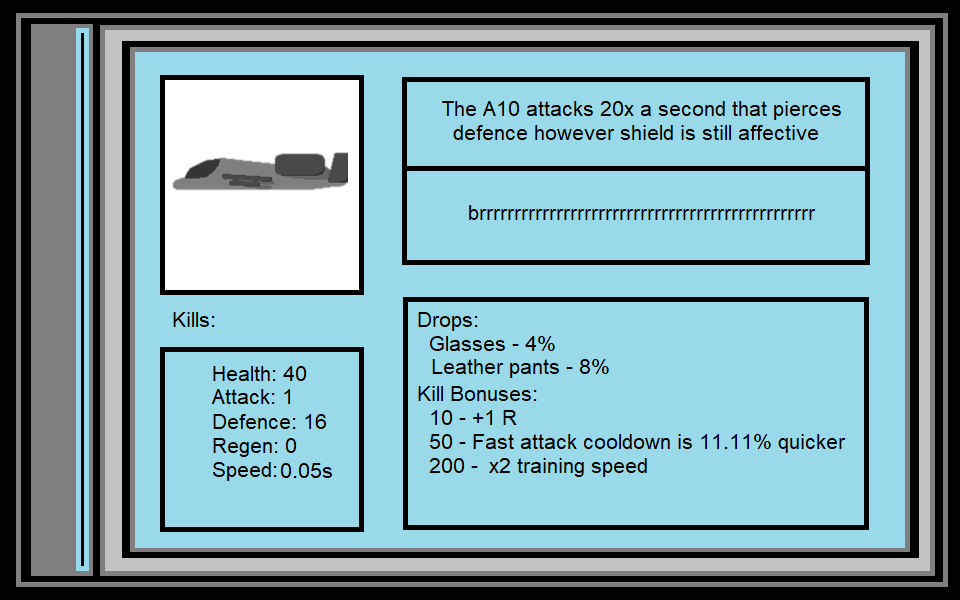 The A10 attacks 20x a second that pierces
defence however shield is still affective
brrrrrrrrrrrrrrrrrrrrrrrrrrrrrrrrrrrrrrrrrrrrrrrrr
Kills:
Health: 40
Attack: 1
Defence: 16
Regen: 0
Speed: 0.05s
Drops:
Glasses - 4%
Leather pants - 8%
Kill Bonuses:
10 - +1 R
50 - Fast attack cooldown is 11.11% quicker
200 - x2 training speed